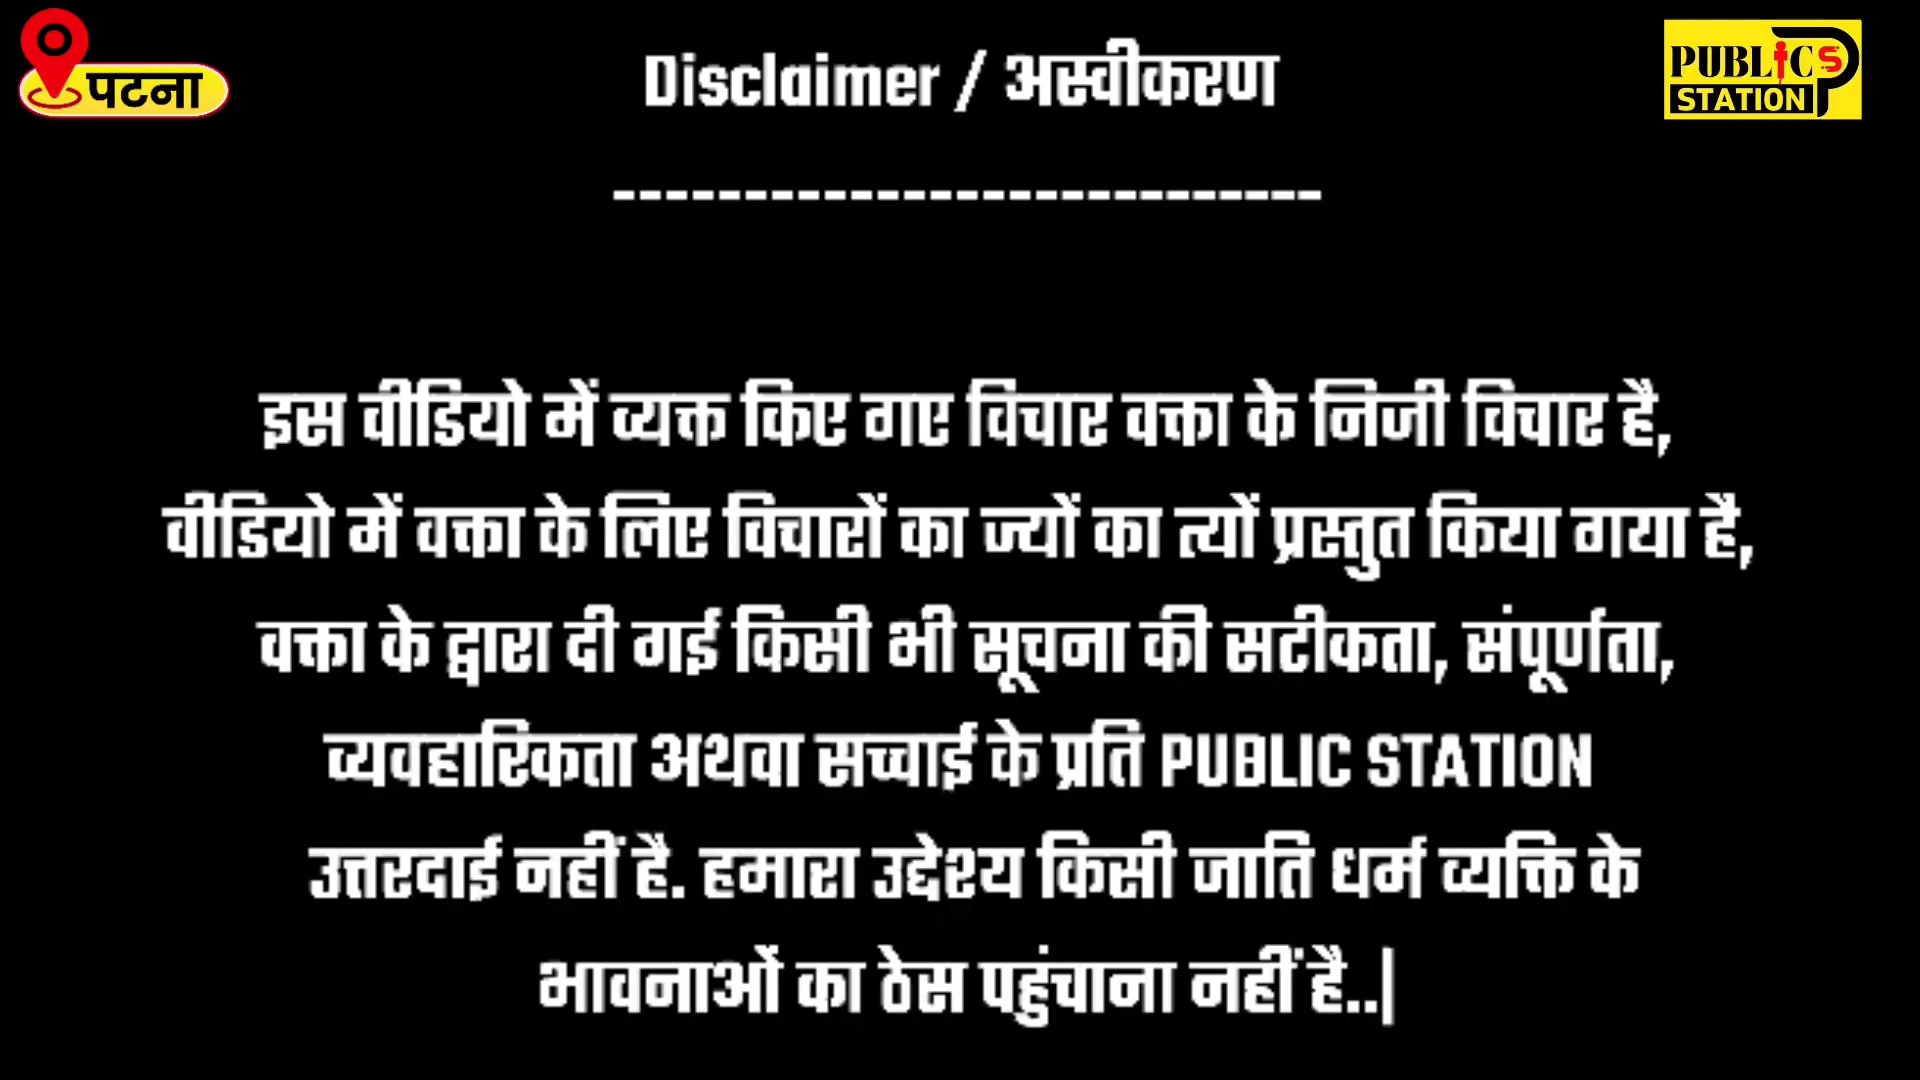 पटना
Disclaimer / अस्वीकरण
PUBLIC
STATION
---------------------------
इस वीडियो में व्यक्त किए गए विचार वक्ता के निजी विचार है,
वीडियो में वक्ता के लिए विचारों का ज्यों का त्यों प्रस्तुत किया गया है,
वक्ता के द्वारा दी गई किसी भी सूचना की सटीकता, संपूर्णता,
व्यवहारिकता अथवा सच्चाई के प्रति PUBLIC STATION
उत्तरदाई नहीं है. हमारा उद्देश्य किसी जाति धर्म व्यक्ति के
भावनाओं का ठेस पहुंचाना नहीं है..|